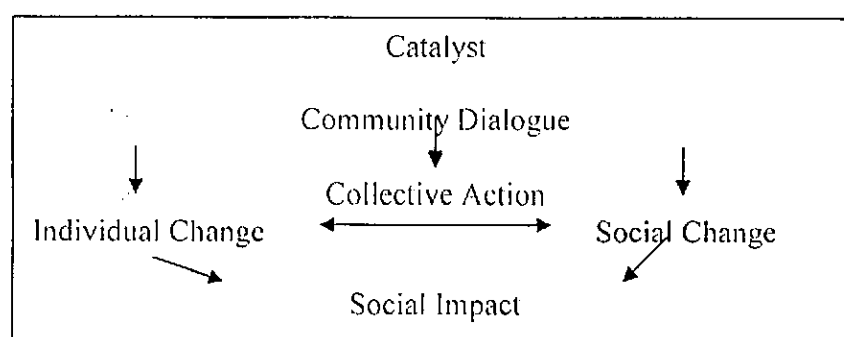 Catalyst
Community Dialogue
Collective Action
Individual Change
Social Change
Social Impact